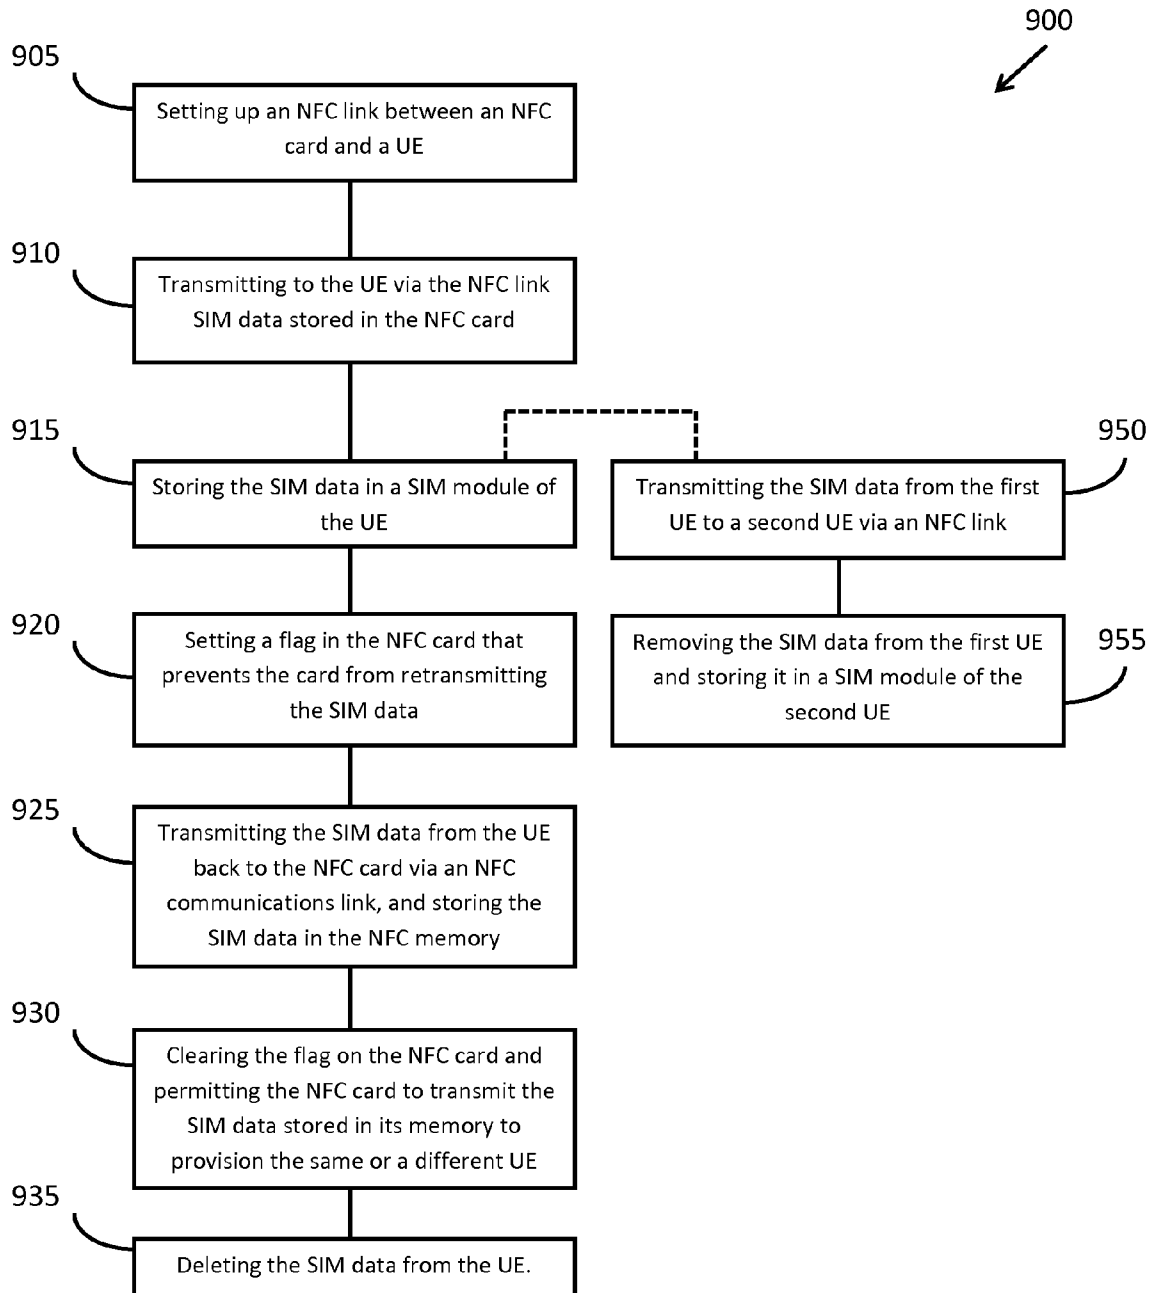 900
905
Setting up an NFC link between an NFC
card and a UE
910
Transmitting to the UE via the NFC link
SIM data stored in the NFC card
915
Storing the SIM data in a SIM module of
the UE
950
Transmitting the SIM data from the first
UE to a second UE via an NFC link
920
Setting a flag in the NFC card that
prevents the card from retransmitting
the SIM data
955
Removing the SIM data from the first UE
and storing it in a SIM module of the
second UE
925
Transmitting the SIM data from the UE
back to the NFC card via an NFC
communications link, and storing the
SIM data in the NFC memory
930
Clearing the flag on the NFC card and
permitting the NFC card to transmit the
SIM data stored in its memory to
provision the same or a different UE
935
Deleting the SIM data from the UE.